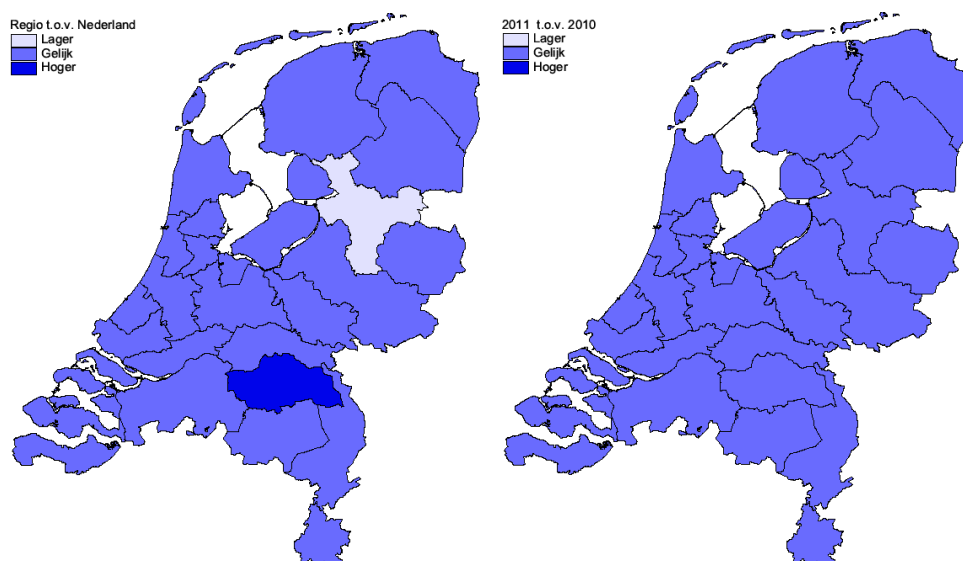 Regio t.o.v. Nederland
Lager
Gelijk
Hoger
2011 t.o.v. 2010
Lager
Gelijk
Hoger